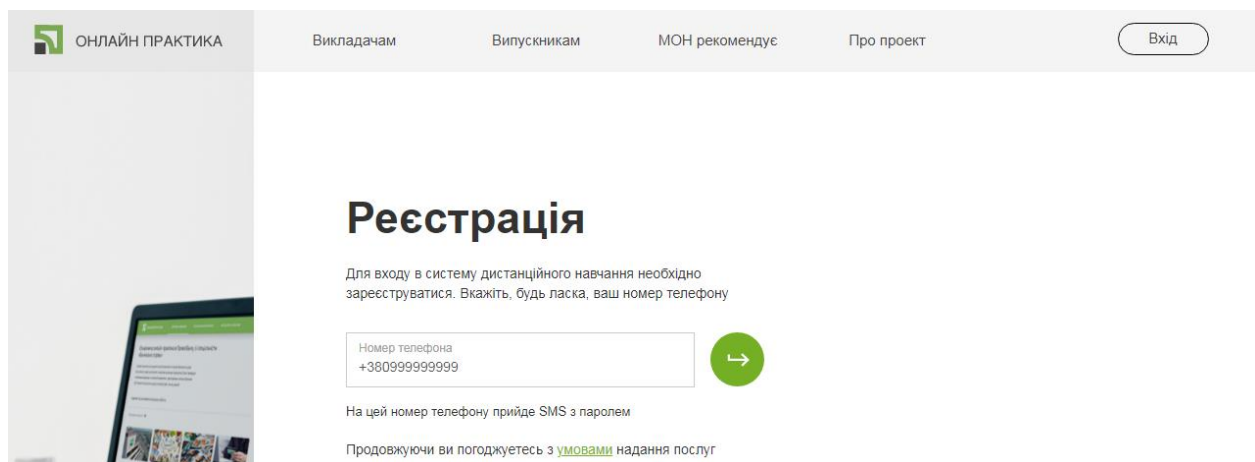 ОНЛАЙН ПРАКТИКА
Викладачам
Випускникам
МОН рекомендує
Про проект
Вхід
Реєстрація
Для входу в систему дистанційного навчання необхідно
зареєструватися. Вкажіть, будь ласка, ваш номер телефону
Номер телефона
+380999999999
На цей номер телефону прийде SMS з паролем
Продовжуючи ви погоджуетесь з умовами надання послуг